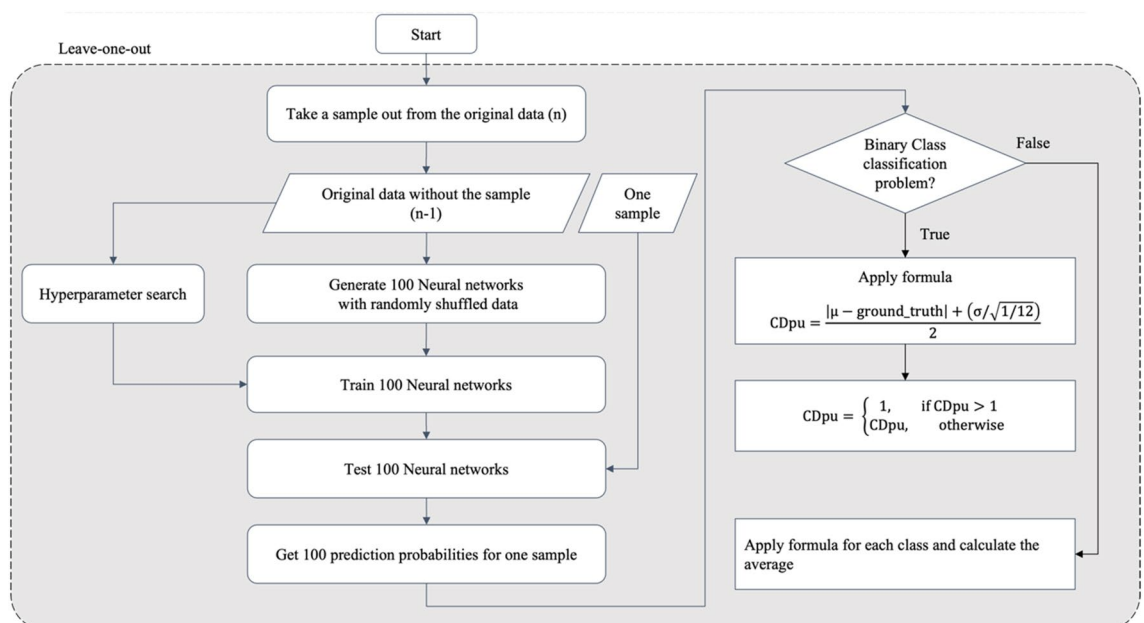 Start
Leave-one-out
Take a sample out from the original data (n)
Original data without the sample
(n-1)
One
sample
Hyperparameter search
Generate 100 Neural networks
with randomly shuffled data
Train 100 Neural networks
Test 100 Neural networks
Get 100 prediction probabilities for one sample
Binary Class
classification
problem?
False
True
Apply formula
CDpu = |μ − ground_truth| + (σ/√1/12) / 2
CDpu = { 1, if CDpu > 1
CDpu, otherwise
Apply formula for each class and calculate the
average